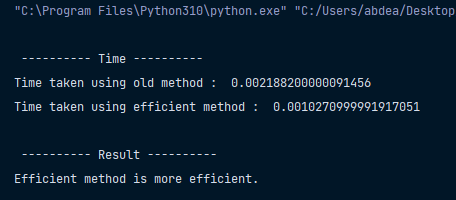 "C:\Program Files\Python310\python.exe" "C:/Users/abdea/Desktop
---------- Time ----------
Time taken using old method :  0.002188200000091456
Time taken using efficient method :  0.0010270999991917051
---------- Result ----------
Efficient method is more efficient.